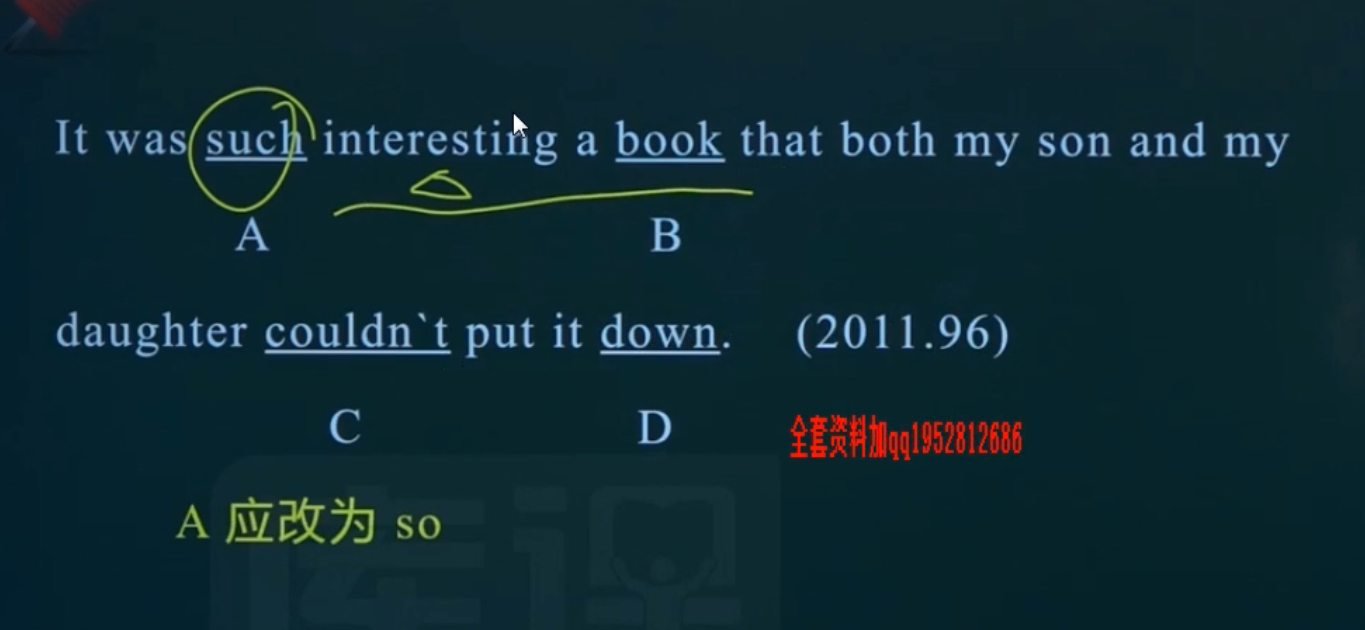 It was such interesting a book that both my son and my
A B
daughter couldn`t put it down. (2011.96)
C D
全套资料加qq1952812686
A 应改为 so